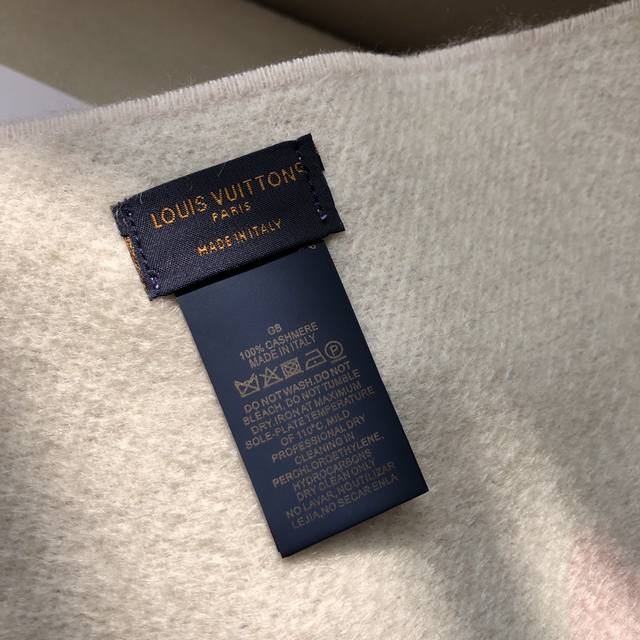 LOUIS VUITTON
PARIS
MADE IN ITALY
GB
100% CASHMERE
MADE IN ITALY
DO NOT WASH.DO NOT
BLEACH DO NOT TUMBLE
DRY.IRON AT MAXIMUM
SOLE-PLATE TEMPERATURE
OF 110°C MILD
PROFESSIONAL DRY
CLEANING IN
PERCHLOROETHYLENE,
HYDROCARBONS
DRY CLEAN ONLY
NO LAVAR,NO UTILIZAR
LEJIA,NO SECAR ENLA